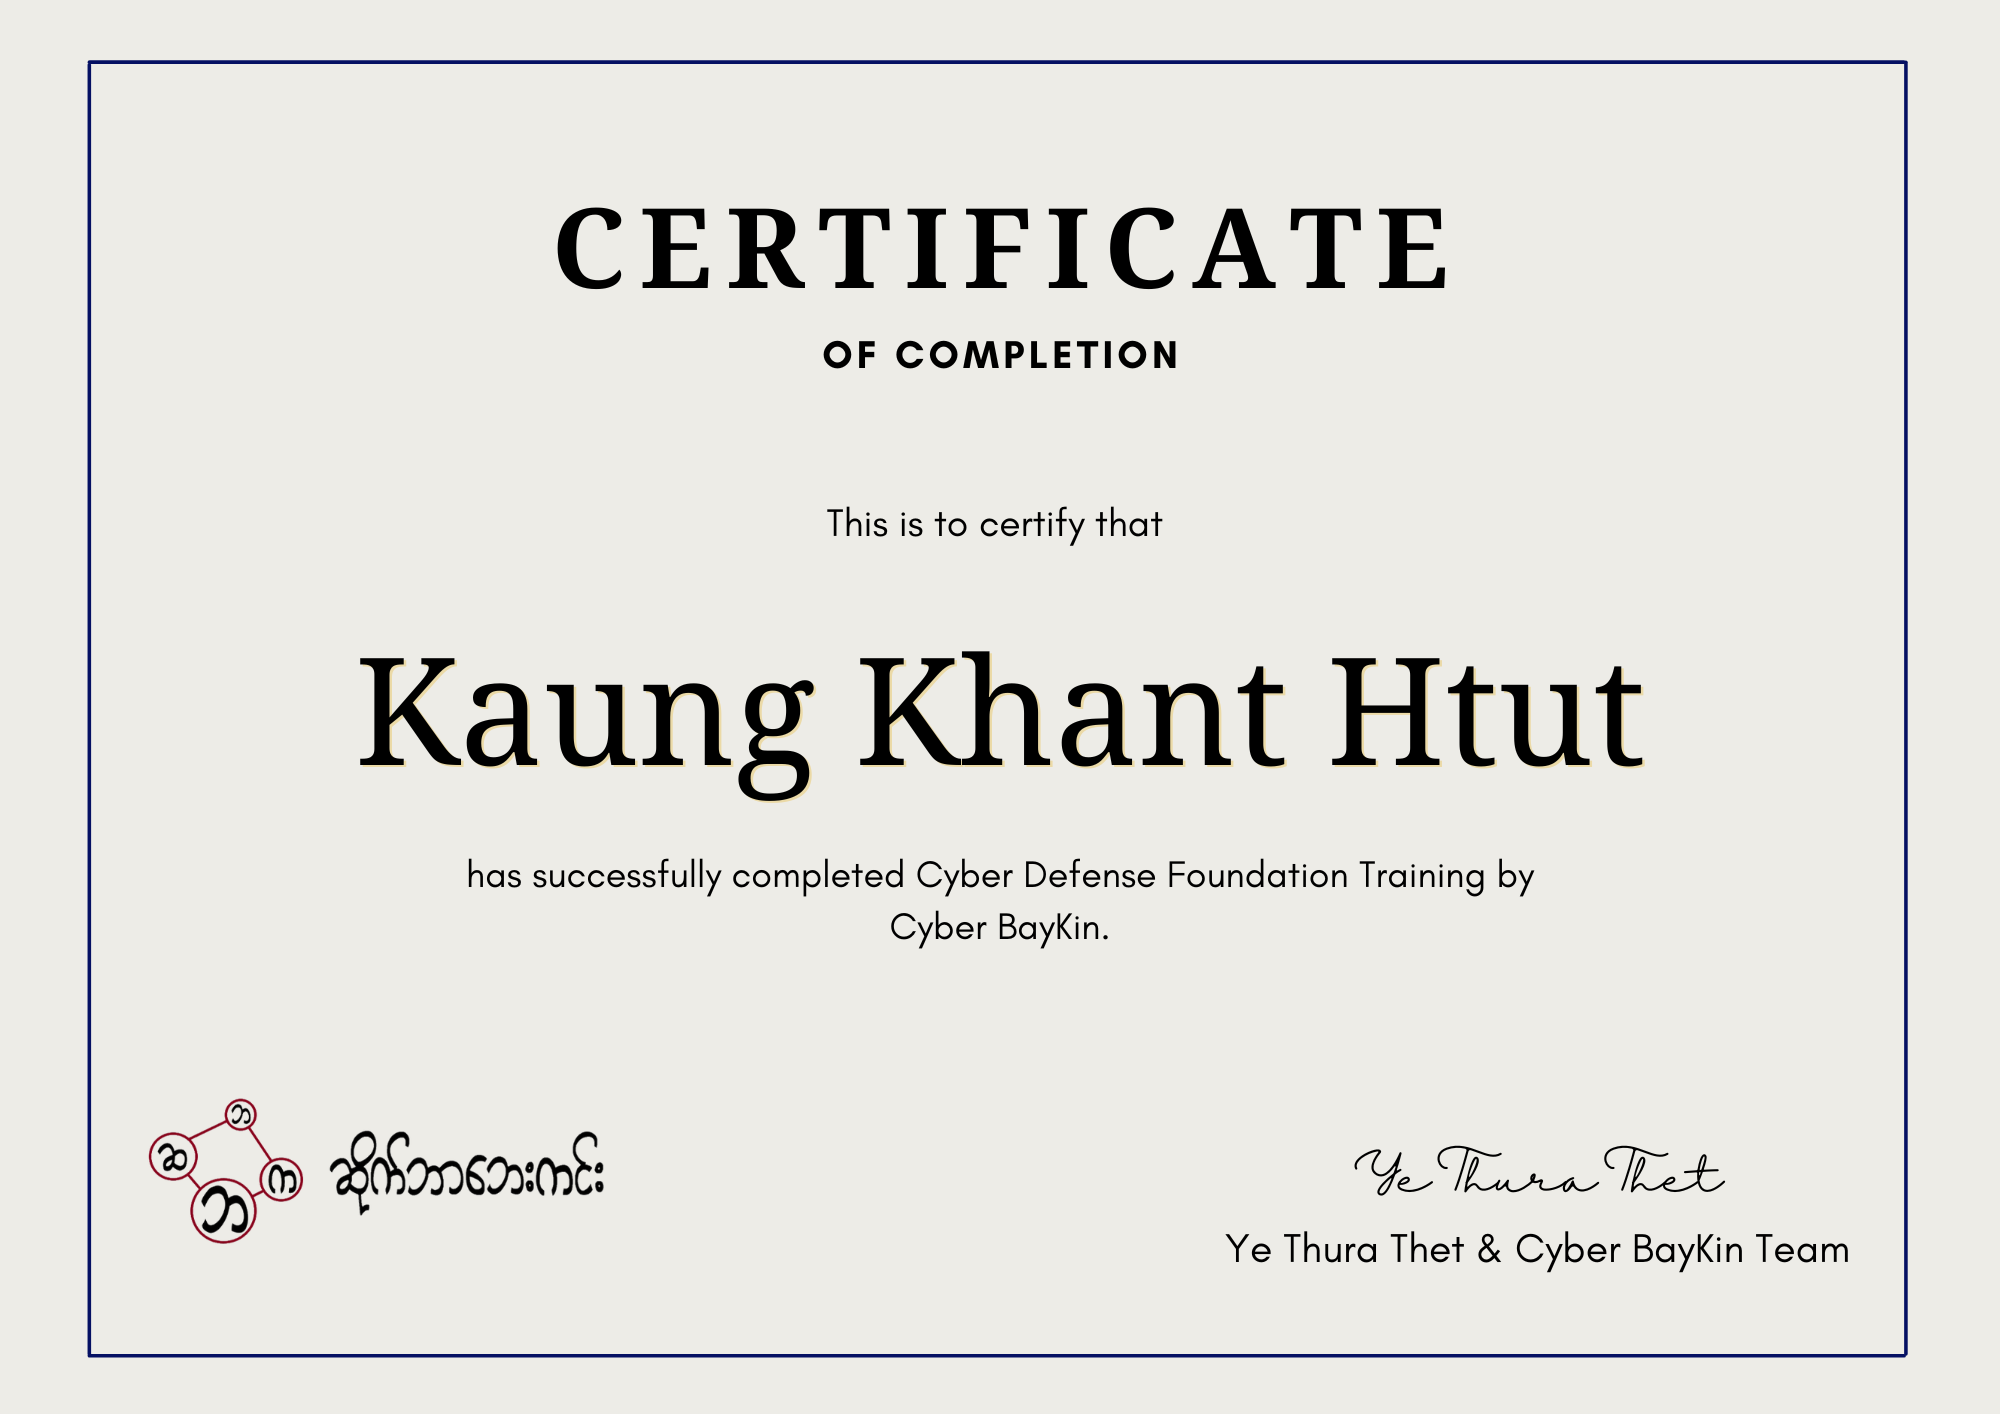 CERTIFICATE
OF COMPLETION
This is to certify that
Kaung Khant Htut
has successfully completed Cyber Defense Foundation Training by
Cyber BayKin.
ဘ
ဆ
က
ဘ
ဆိုက်ဘာဘေးကင်း
Ye Thura Thet
Ye Thura Thet & Cyber BayKin Team